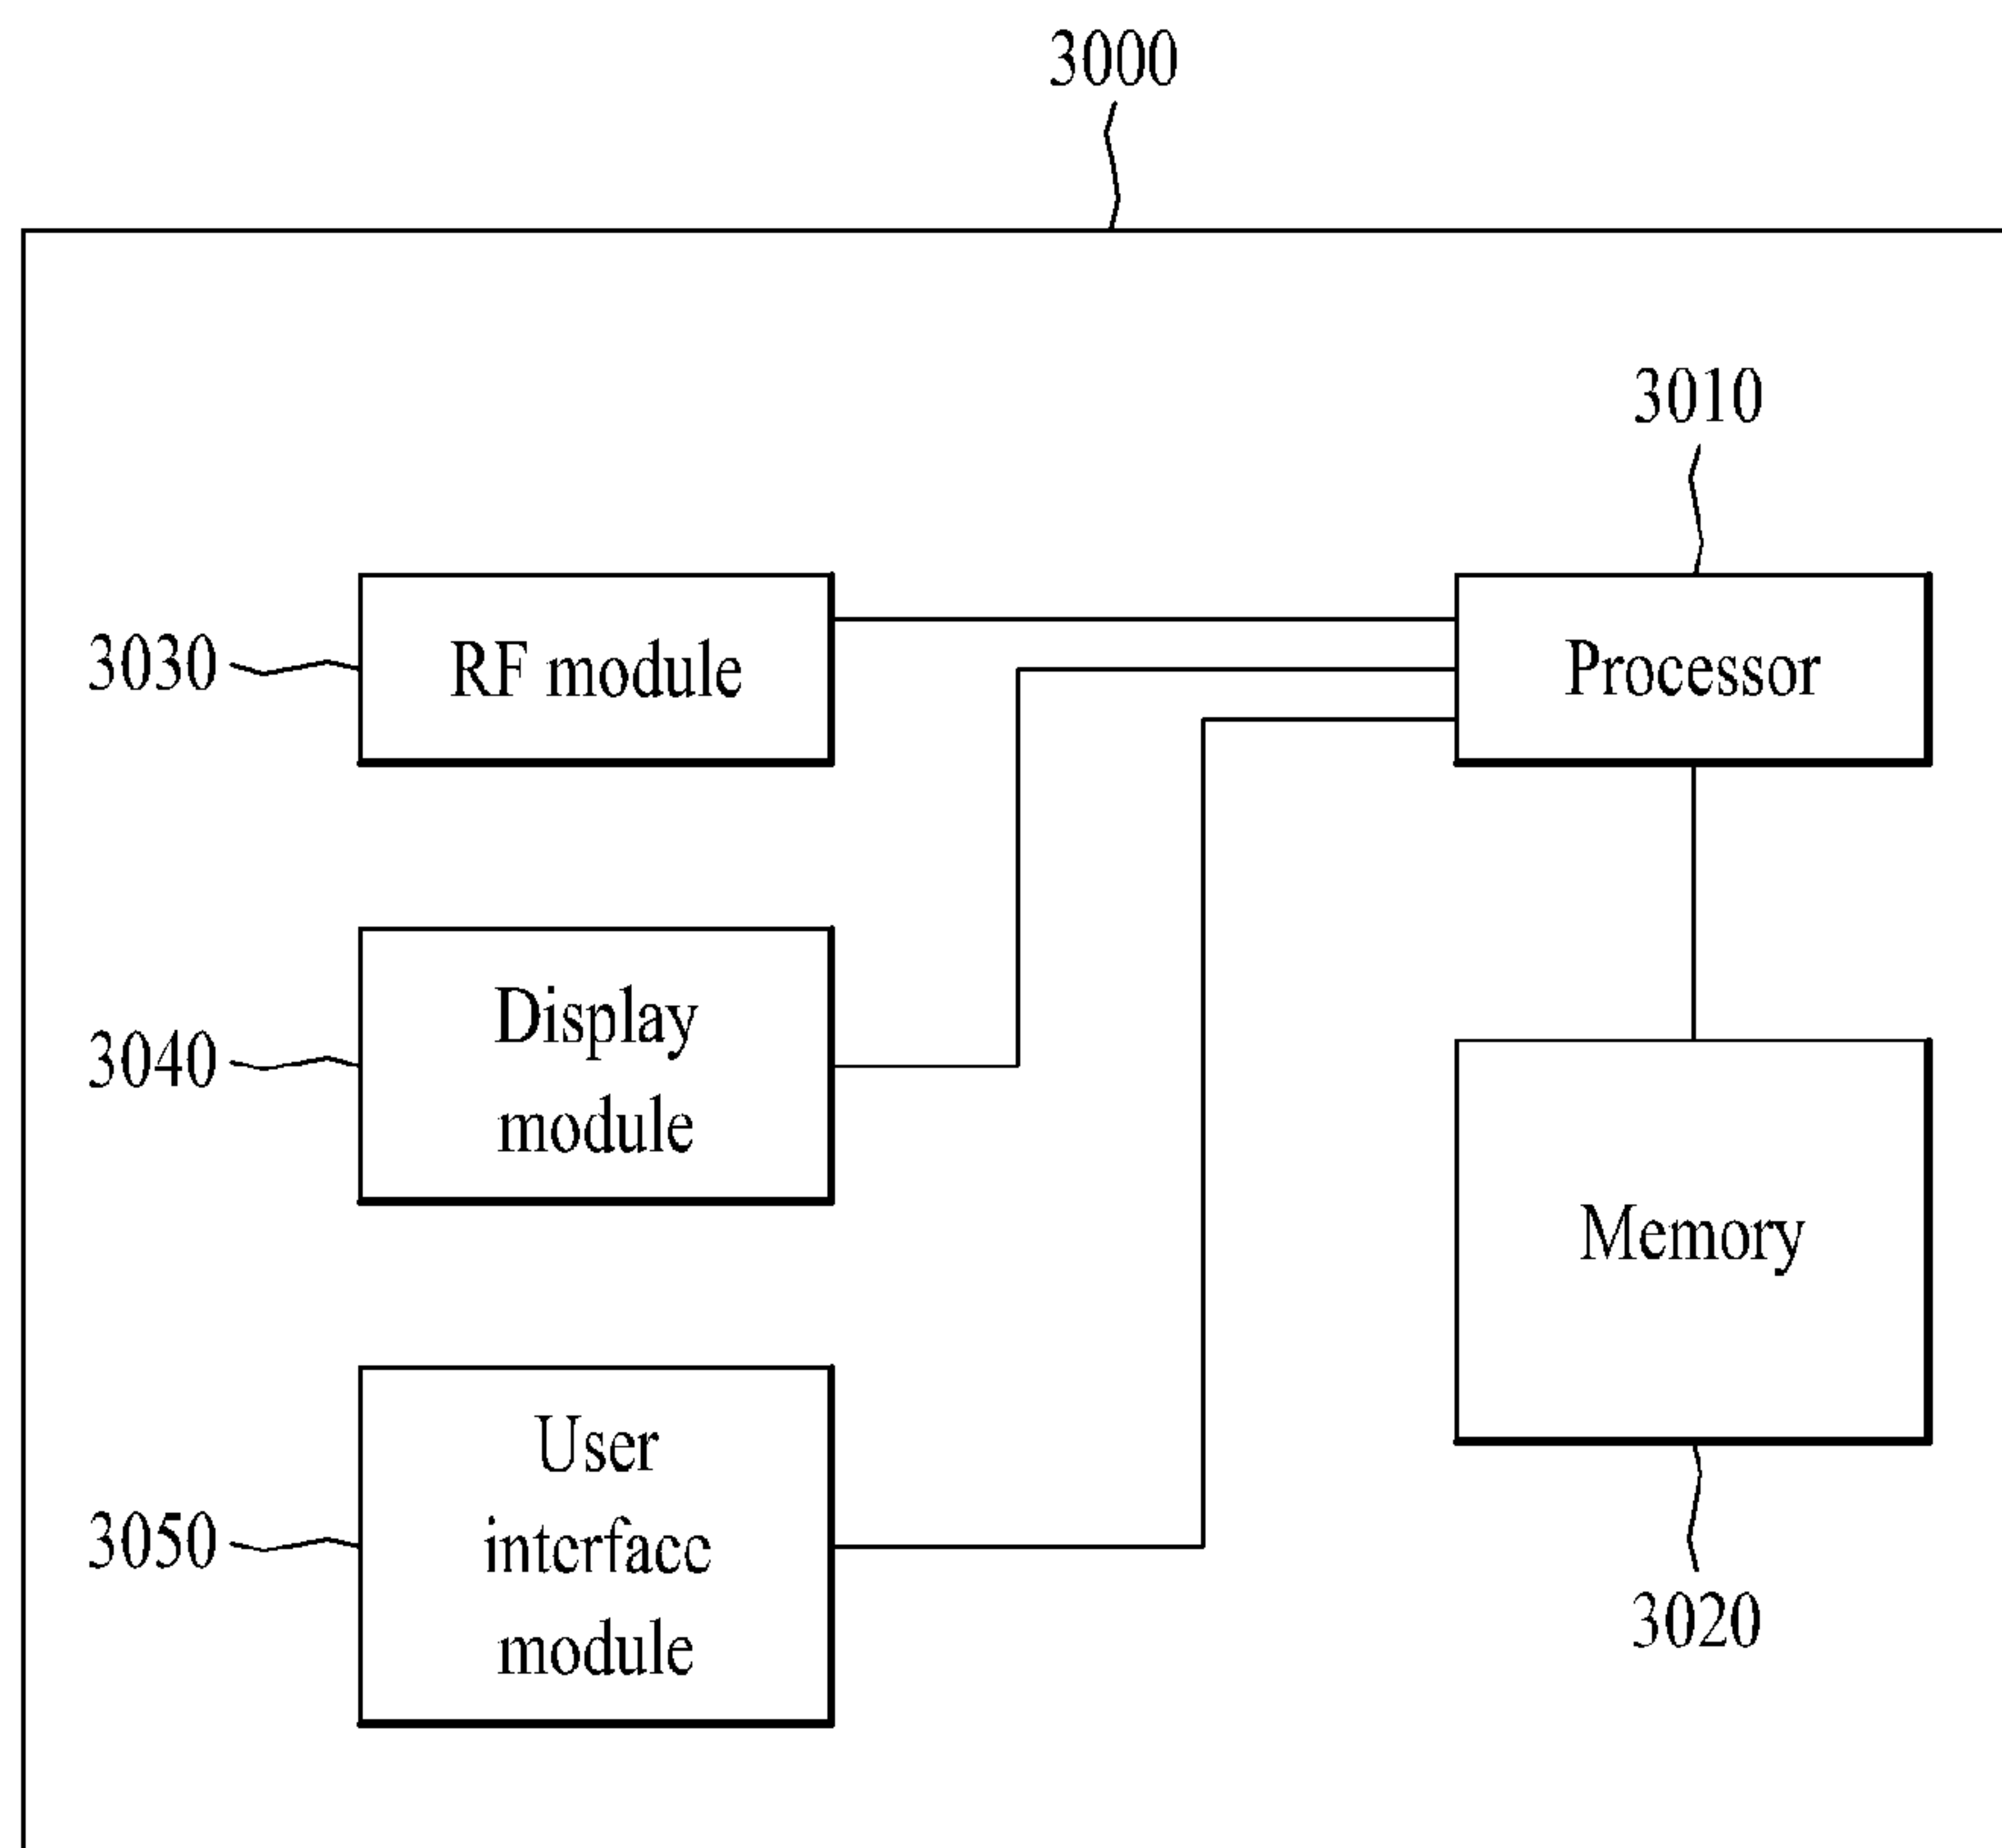 3000
3010
3030
RF module
Processor
3040
Display
module
Memory
3050
User
interface
module
3020